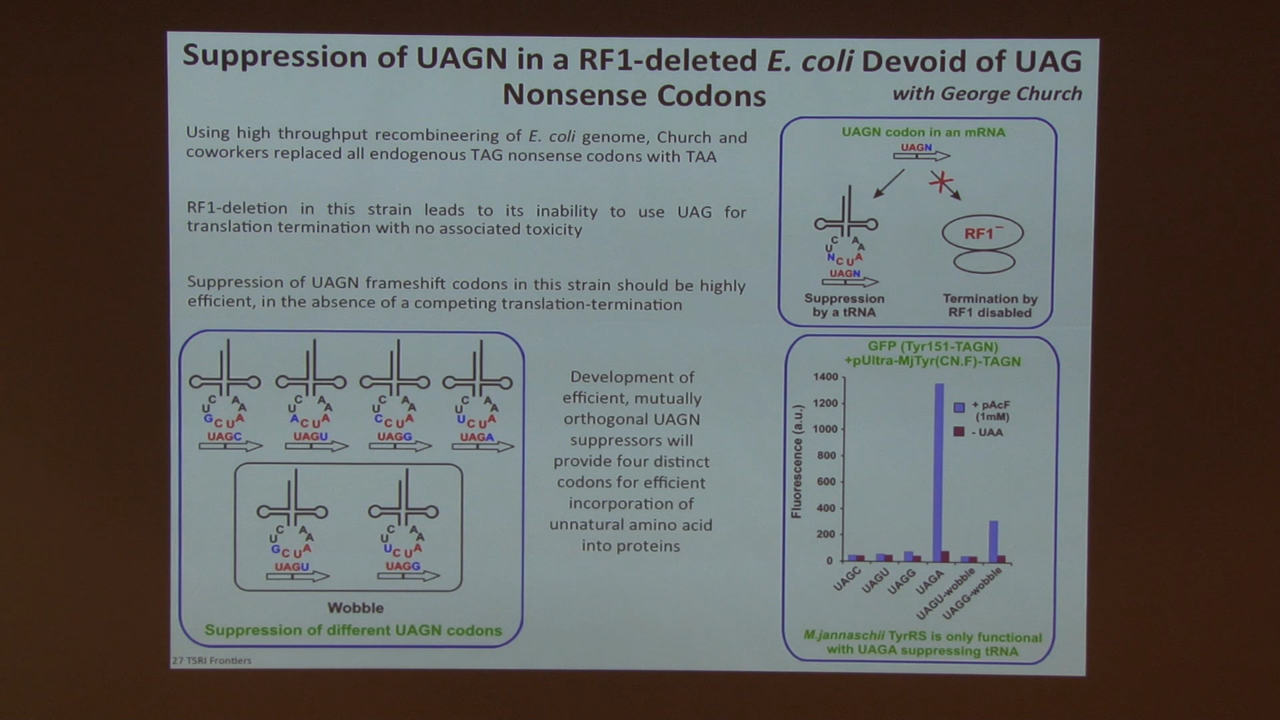 Suppression of UAGN in a RF1-deleted E. coli Devoid of UAG
Nonsense Codons
with George Church
Using high throughput recombineering of E. coli genome, Church and
coworkers replaced all endogenous TAG nonsense codons with TAA
RF1-deletion in this strain leads to its inability to use UAG for
translation termination with no associated toxicity
Suppression of UAGN frameshift codons in this strain should be highly
efficient, in the absence of a competing translation-termination
UAGN codon in an mRNA
UAGN
C A
U A
N C U A
UAGN
RF1⁻
Suppression
by a tRNA
Termination by
RF1 disabled
C A
U A
G C U A
UAGC
C A
U A
A C U A
UAGU
C A
U A
C C U A
UAGG
C A
U A
U C U A
UAGA
C A
U A
G C U A
UAGU
C A
U A
U C U A
UAGG
Wobble
Suppression of different UAGN codons
Development of
efficient, mutually
orthogonal UAGN
suppressors will
provide four distinct
codons for efficient
incorporation of
unnatural amino acid
into proteins
GFP (Tyr151-TAGN)
+pUltra-MjTyr(CN.F)-TAGN
Fluorescence (a.u.)
1400
1200
1000
800
600
400
200
0
+ pAcF
(1mM)
- UAA
UAGC
UAGU
UAGG
UAGA
UAGU-wobble
UAGG-wobble
M.jannaschii TyrRS is only functional
with UAGA suppressing tRNA
27 TSRI Frontiers